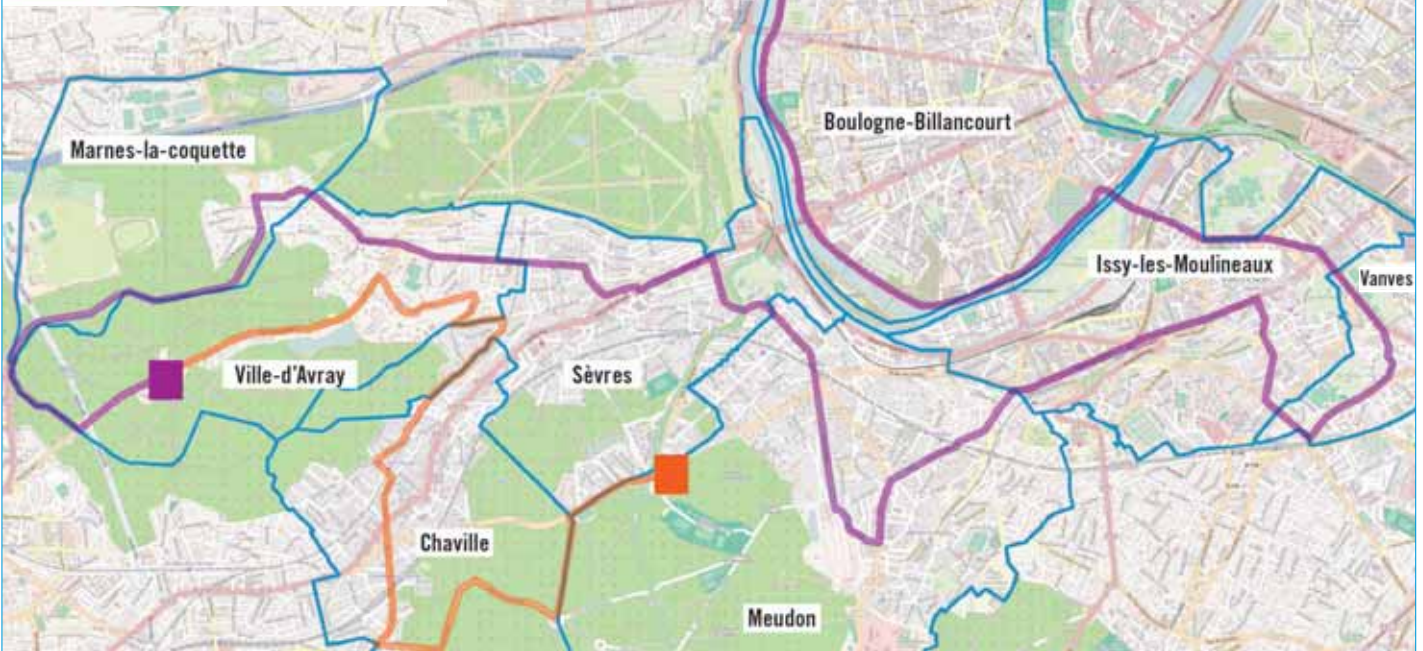 Boulogne-Billancourt
Marnes-la-coquette
Issy-les-Moulineaux
Vanves
Ville-d'Avray
Sèvres
Chaville
Meudon